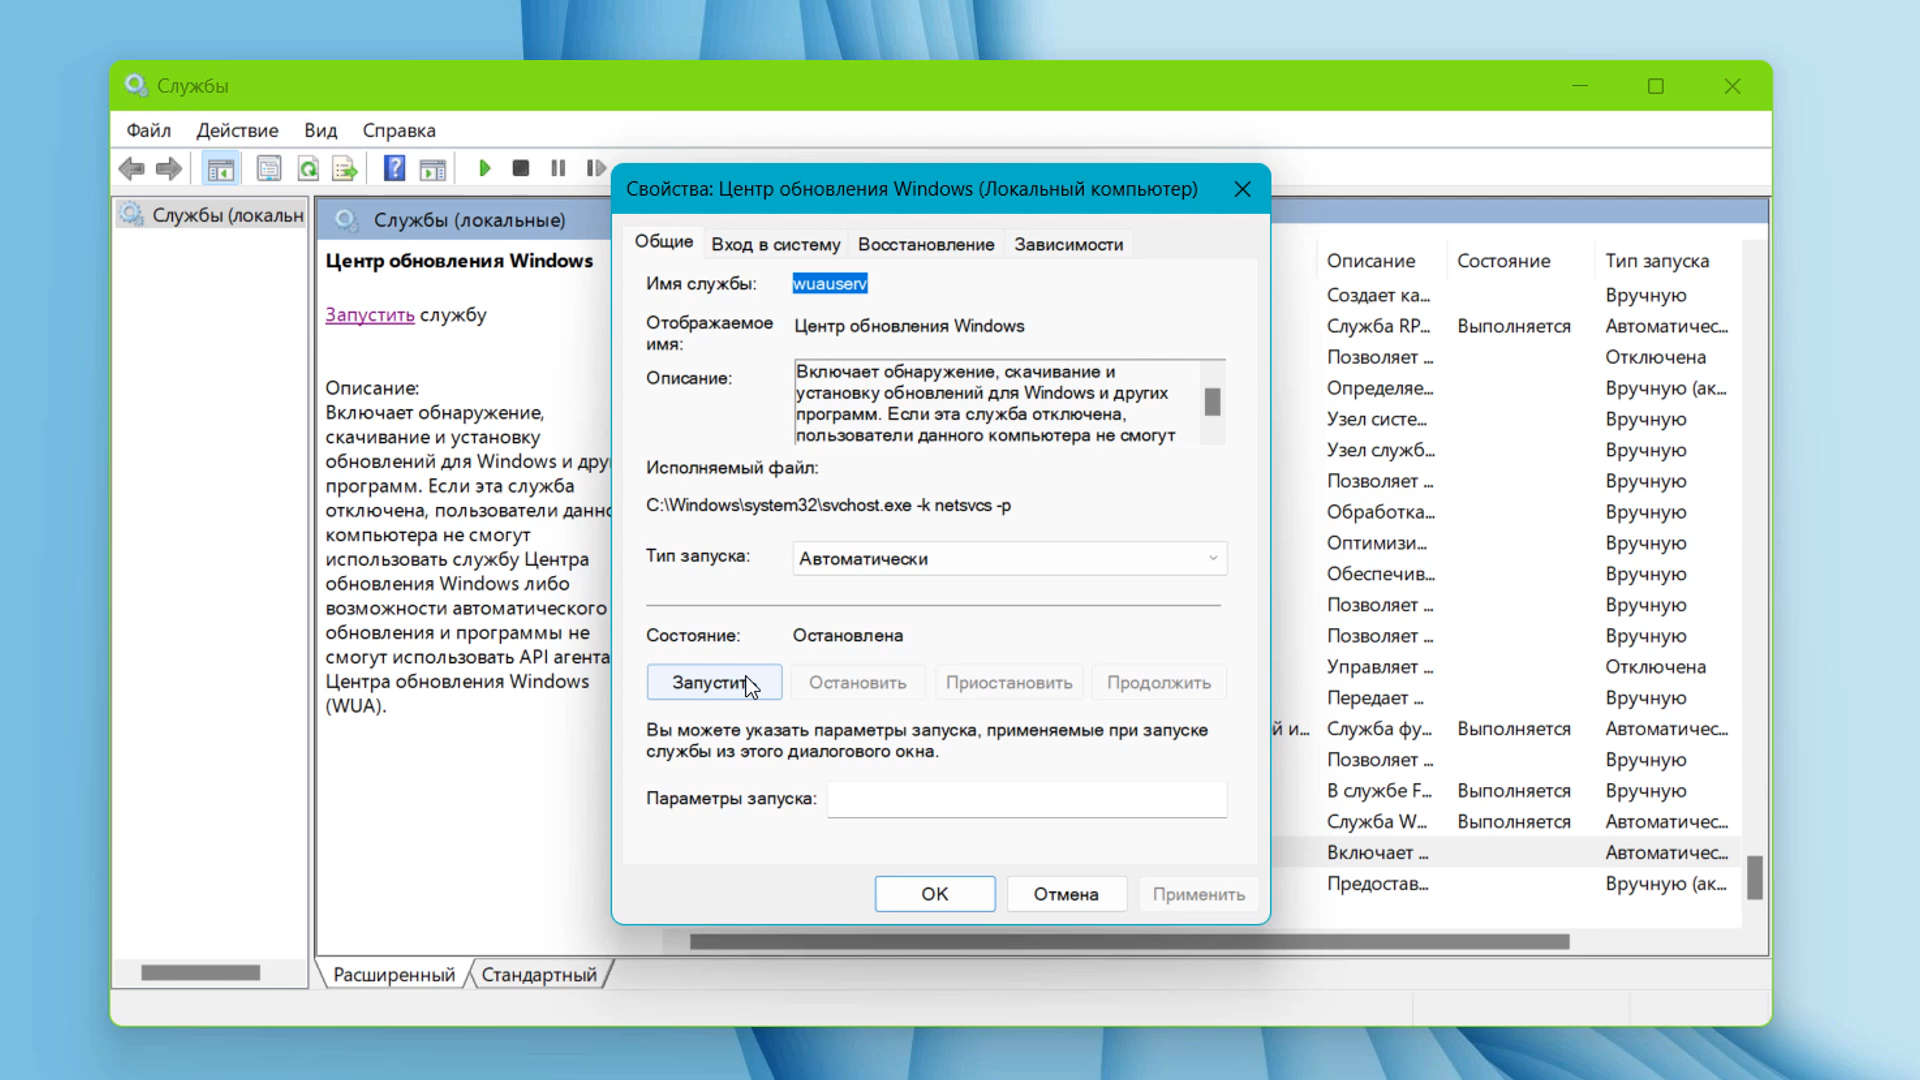 Службы
Файл Действие Вид Справка
Службы (локальн
Службы (локальные)
Центр обновления Windows
Запустить службу
Описание:
Включает обнаружение,
скачивание и установку
обновлений для Windows и дру
программ. Если эта служба
отключена, пользователи данн
компьютера не смогут
использовать службу Центра
обновления Windows либо
возможности автоматического
обновления и программы не
смогут использовать API агента
Центра обновления Windows
(WUA).
Свойства: Центр обновления Windows (Локальный компьютер)
Общие Вход в систему Восстановление Зависимости
Имя службы: wuauserv
Отображаемое
имя: Центр обновления Windows
Описание: Включает обнаружение, скачивание и
установку обновлений для Windows и других
программ. Если эта служба отключена,
пользователи данного компьютера не смогут
Исполняемый файл:
C:\Windows\system32\svchost.exe -k netsvcs -p
Тип запуска: Автоматически
Состояние: Остановлена
Запустить Остановить Приостановить Продолжить
Вы можете указать параметры запуска, применяемые при запуске
службы из этого диалогового окна.
Параметры запуска:
OK Отмена Применить
Описание Состояние Тип запуска
Создает ка... Вручную
Служба RP... Выполняется Автоматичес...
Позволяет ... Отключена
Определяе... Вручную (ак...
Узел систе... Вручную
Узел служб... Вручную
Позволяет ... Вручную
Обработка... Вручную
Оптимизи... Вручную
Обеспечив... Вручную
Позволяет ... Вручную
Позволяет ... Вручную
Управляет ... Отключена
Передает ... Вручную
й и... Служба фу... Выполняется Автоматичес...
Позволяет ... Вручную
В службе F... Выполняется Вручную
Служба W... Выполняется Автоматичес...
Включает ... Автоматичес...
Предостав... Вручную (ак...
Расширенный Стандартный